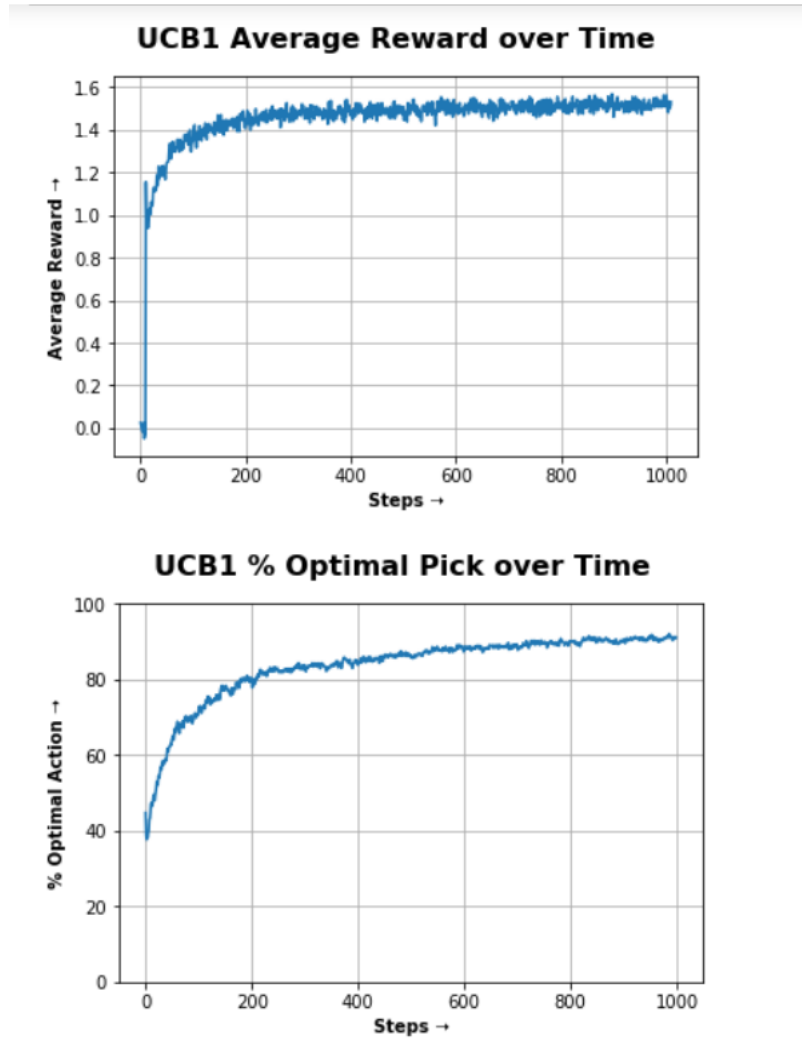 UCB1 Average Reward over Time
1.6
1.4
1.2
1.0
0.8
0.6
0.4
0.2
0.0
Average Reward →
0 200 400 600 800 1000
Steps →
UCB1 % Optimal Pick over Time
100
80
60
40
20
0
% Optimal Action →
0 200 400 600 800 1000
Steps →